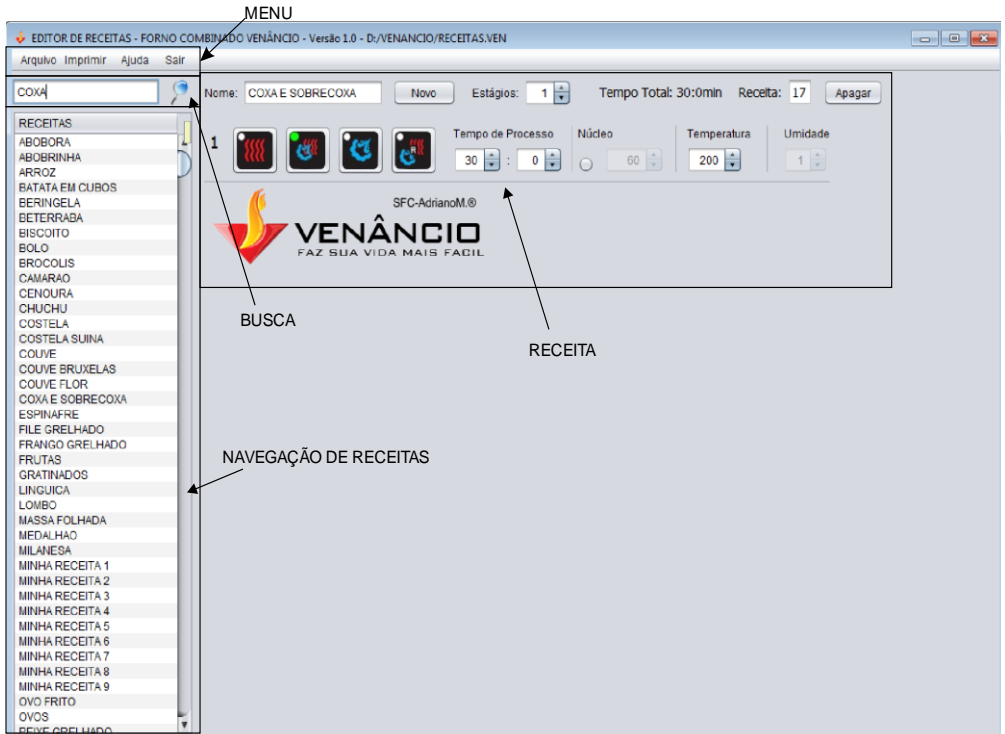 MENU
EDITOR DE RECEITAS - FORNO COMBINADO VENÂNCIO - Versão 1.0 - D:/VENANCIO/RECEITAS.VEN
Arquivo Imprimir Ajuda Sair
COXA
Nome: COXA E SOBRECOXA Novo Estágios: 1 Tempo Total: 30:0min Receita: 17 Apagar
RECEITAS
1 R Tempo de Processo Núcleo Temperatura Umidade
30 : 0 60 200 1
SFC-AdrianoM.®
VENÂNCIO
FAZ SUA VIDA MAIS FACIL
ABOBORA
ABOBRINHA
ARROZ
BATATA EM CUBOS
BERINGELA
BETERRABA
BISCOITO
BOLO
BROCOLIS
CAMARAO
CENOURA
CHUCHU
COSTELA
COSTELA SUINA
COUVE
COUVE BRUXELAS
COUVE FLOR
COXA E SOBRECOXA
ESPINAFRE
FILE GRELHADO
FRANGO GRELHADO
FRUTAS
GRATINADOS
LINGUICA
LOMBO
MASSA FOLHADA
MEDALHAO
MILANESA
MINHA RECEITA 1
MINHA RECEITA 2
MINHA RECEITA 3
MINHA RECEITA 4
MINHA RECEITA 5
MINHA RECEITA 6
MINHA RECEITA 7
MINHA RECEITA 8
MINHA RECEITA 9
OVO FRITO
OVOS
PEIXE GRELHADO
BUSCA
RECEITA
NAVEGAÇÃO DE RECEITAS